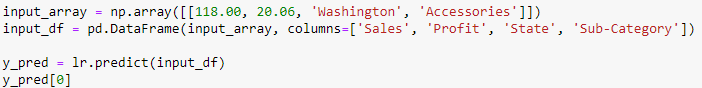 input_array = np.array([[118.00, 20.06, 'Washington', 'Accessories']])
input_df = pd.DataFrame(input_array, columns=['Sales', 'Profit', 'State', 'Sub-Category'])
y_pred = lr.predict(input_df)
y_pred[0]